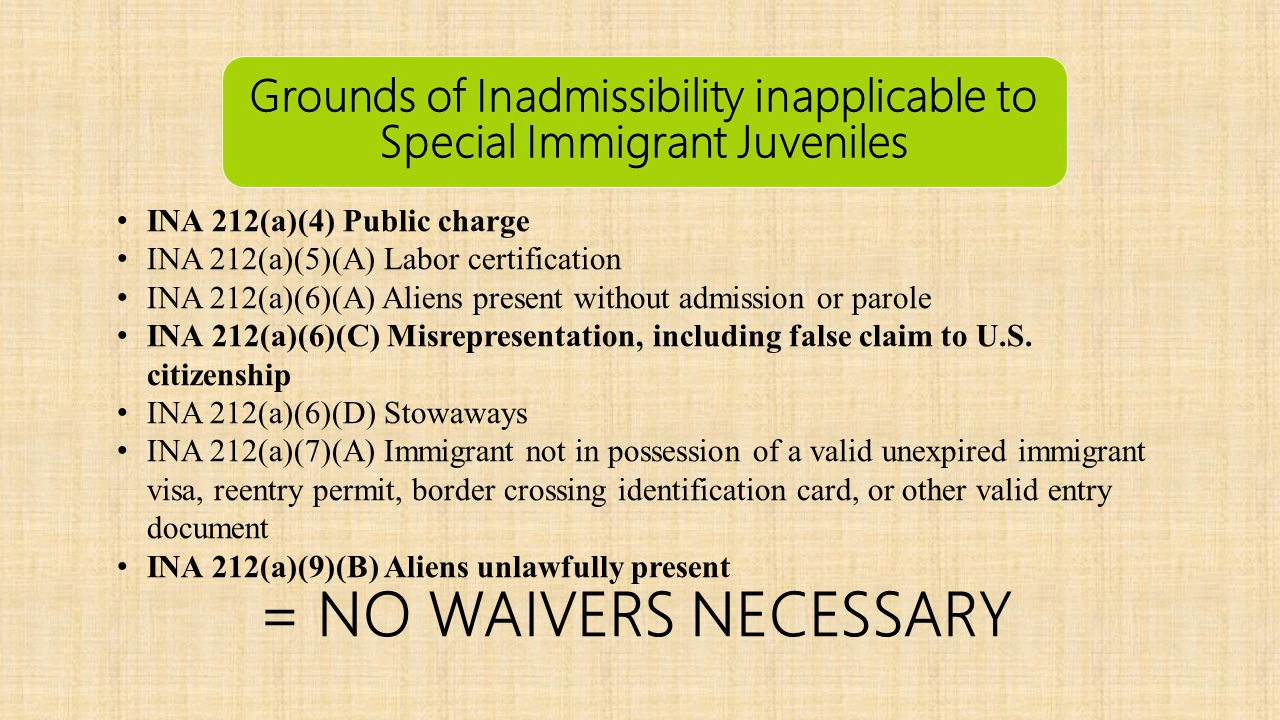 Grounds of Inadmissibility inapplicable to
Special Immigrant Juveniles
• INA 212(a)(4) Public charge
• INA 212(a)(5)(A) Labor certification
• INA 212(a)(6)(A) Aliens present without admission or parole
• INA 212(a)(6)(C) Misrepresentation, including false claim to U.S.
citizenship
• INA 212(a)(6)(D) Stowaways
• INA 212(a)(7)(A) Immigrant not in possession of a valid unexpired immigrant
visa, reentry permit, border crossing identification card, or other valid entry
document
• INA 212(a)(9)(B) Aliens unlawfully present
= NO WAIVERS NECESSARY